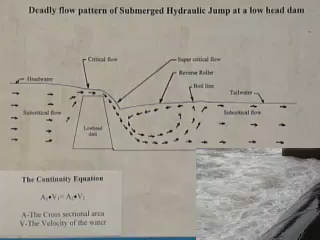 Deadly flow pattern of Submerged Hydraulic Jump at a low head dam
Critical flow
Super critical flow
Reverse Roller
Headwater
Boil line
Tailwater
Subcritical flow
Subcritical flow
Lowhead
dam
The Continuity Equation
A₁•V₁=A₂•V₂
A-The Cross sectional area
V-The Velocity of the water